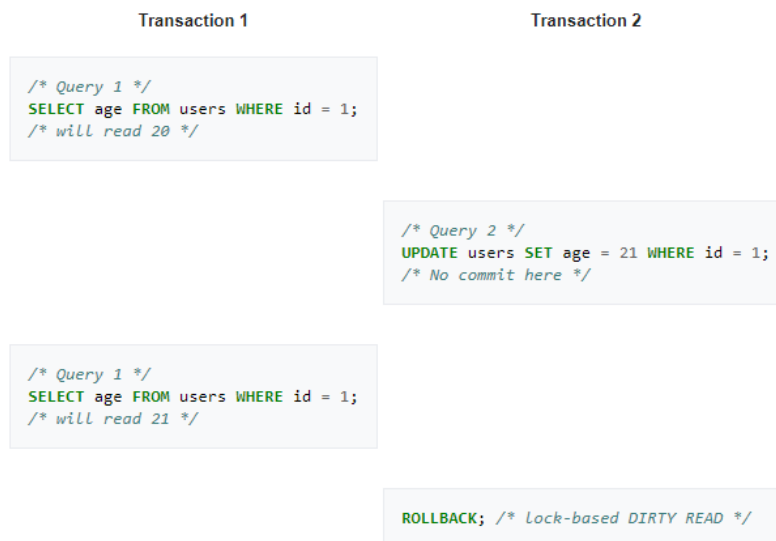 Transaction 1
Transaction 2
/* Query 1 */
SELECT age FROM users WHERE id = 1;
/* will read 20 */
/* Query 2 */
UPDATE users SET age = 21 WHERE id = 1;
/* No commit here */
/* Query 1 */
SELECT age FROM users WHERE id = 1;
/* will read 21 */
ROLLBACK; /* lock-based DIRTY READ */